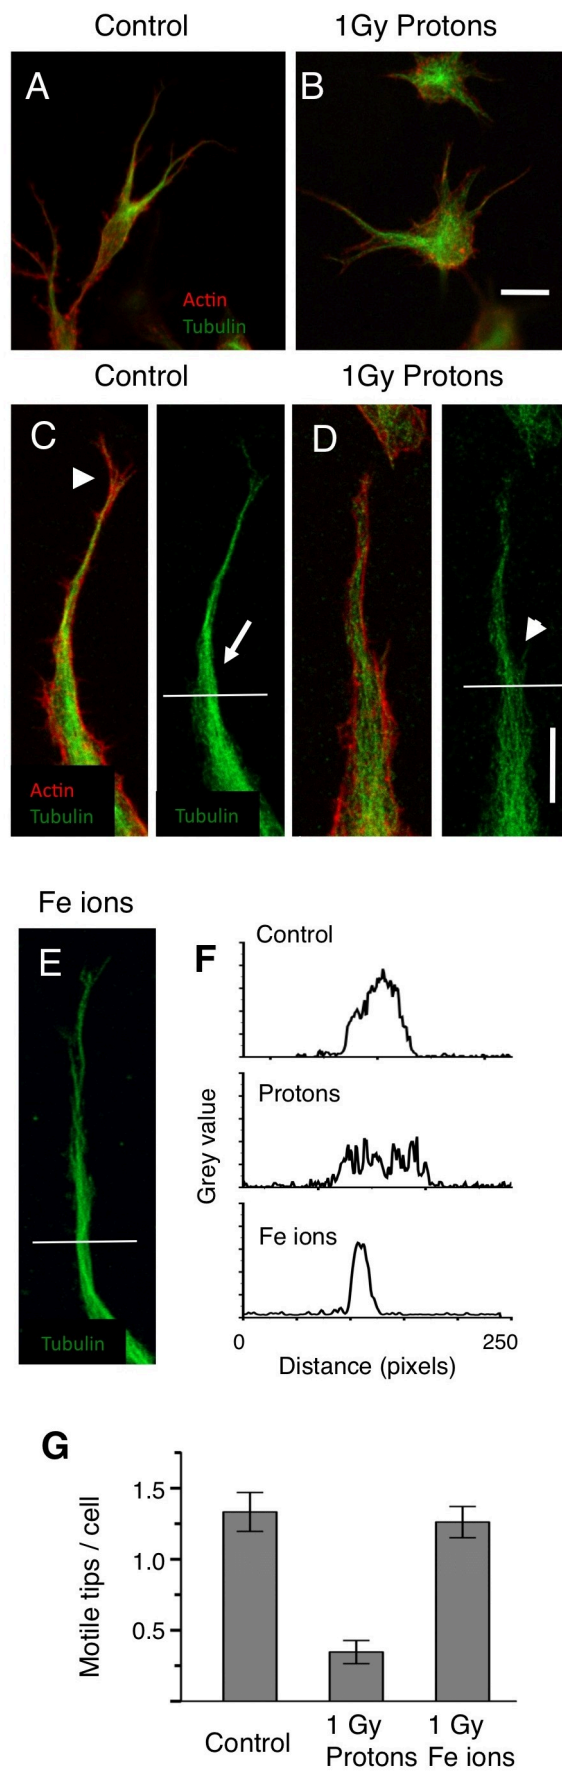 Control
1Gy Protons
A
B
Actin
Tubulin
Control
1Gy Protons
C
D
Actin
Tubulin
Tubulin
Fe ions
E
F
Control
Protons
Grey value
Fe ions
0
250
Distance (pixels)
G
Motile tips / cell
1.5
1.0
0.5
Control
1 Gy
Protons
1 Gy
Fe ions